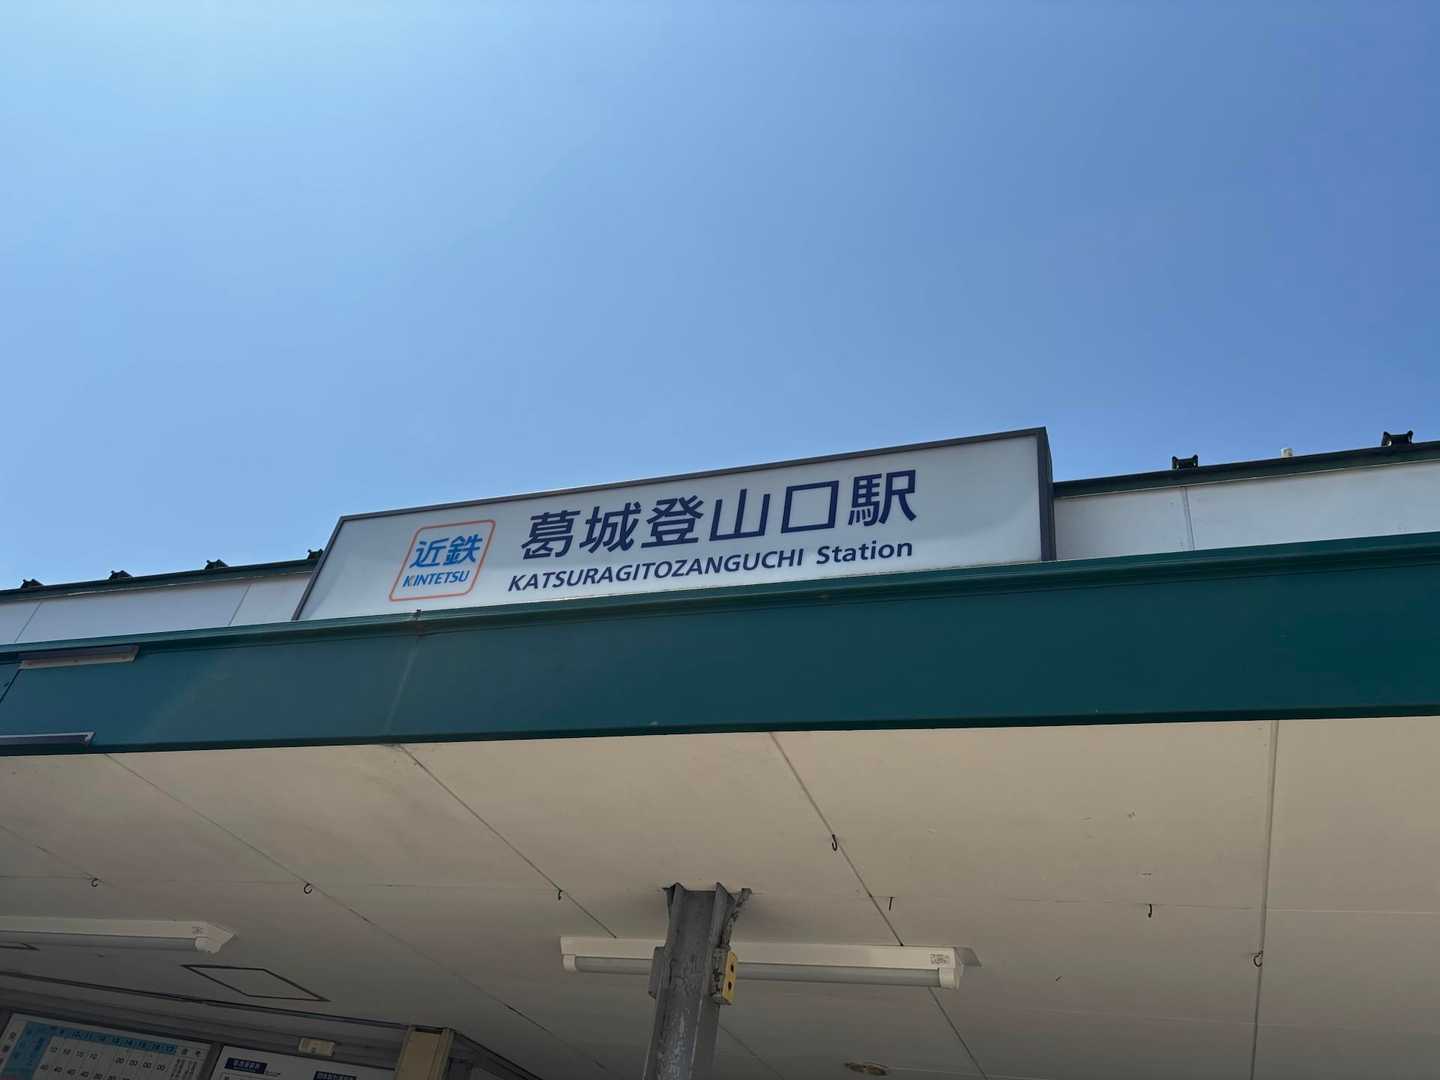 近鉄
KINTETSU
葛城登山口駅
KATSURAGITOZANGUCHI Station